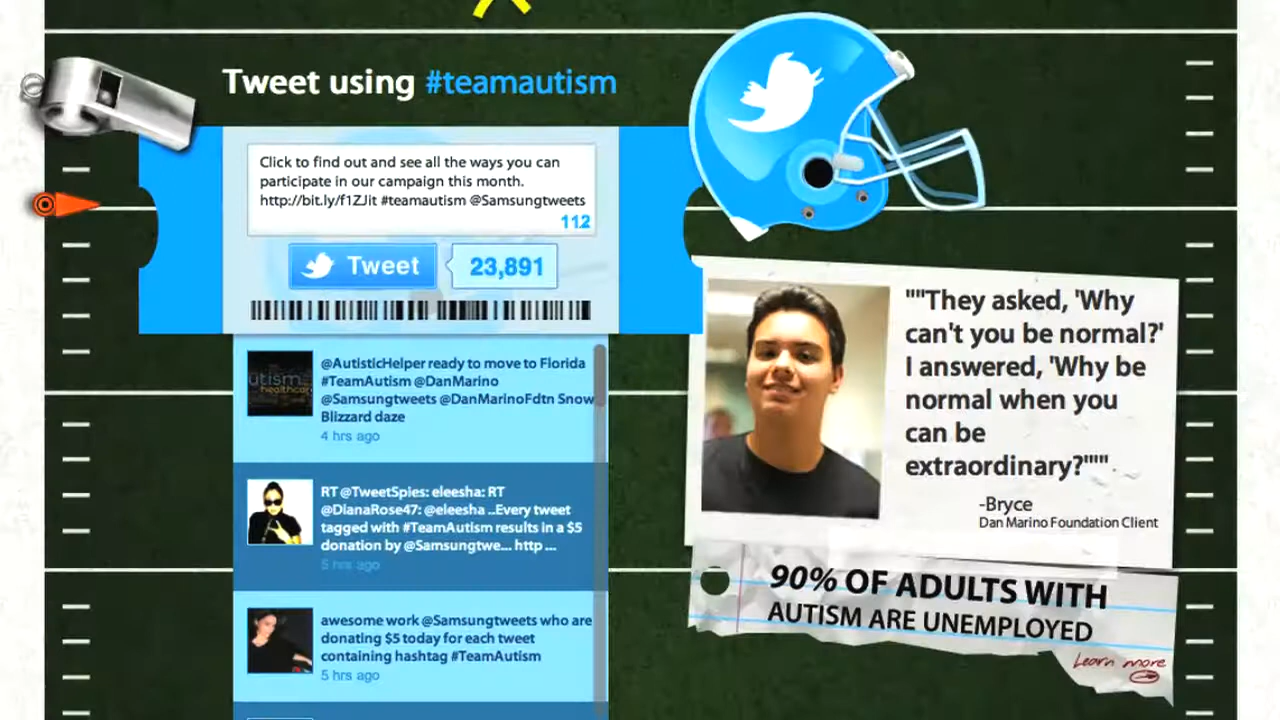 Tweet using #teamautism
Click to find out and see all the ways you can
participate in our campaign this month.
http://bit.ly/f1ZJit #teamautism @Samsungtweets
112
Tweet
23,891
utism
healthcar
@AutisticHelper ready to move to Florida
#TeamAutism @DanMarino
@Samsungtweets @DanMarinoFdtn Snow
Blizzard daze
4 hrs ago
RT @TweetSpies: eleesha: RT
@DianaRose47: @eleesha ..Every tweet
tagged with #TeamAutism results in a $5
donation by @Samsungtwe... http ...
5 hrs ago
awesome work @Samsungtweets who are
donating $5 today for each tweet
containing hashtag #TeamAutism
5 hrs ago
""They asked, 'Why
can't you be normal?'
I answered, 'Why be
normal when you
can be
extraordinary?'""
-Bryce
Dan Marino Foundation Client
90% OF ADULTS WITH
AUTISM ARE UNEMPLOYED
Learn more